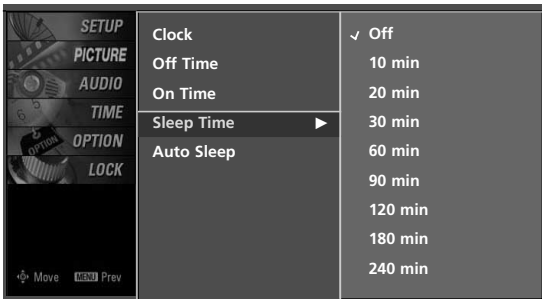 SETUP
PICTURE
AUDIO
TIME
OPTION
LOCK
Move MENU Prev
Clock
Off Time
On Time
Sleep Time
Auto Sleep
Off
10 min
20 min
30 min
60 min
90 min
120 min
180 min
240 min